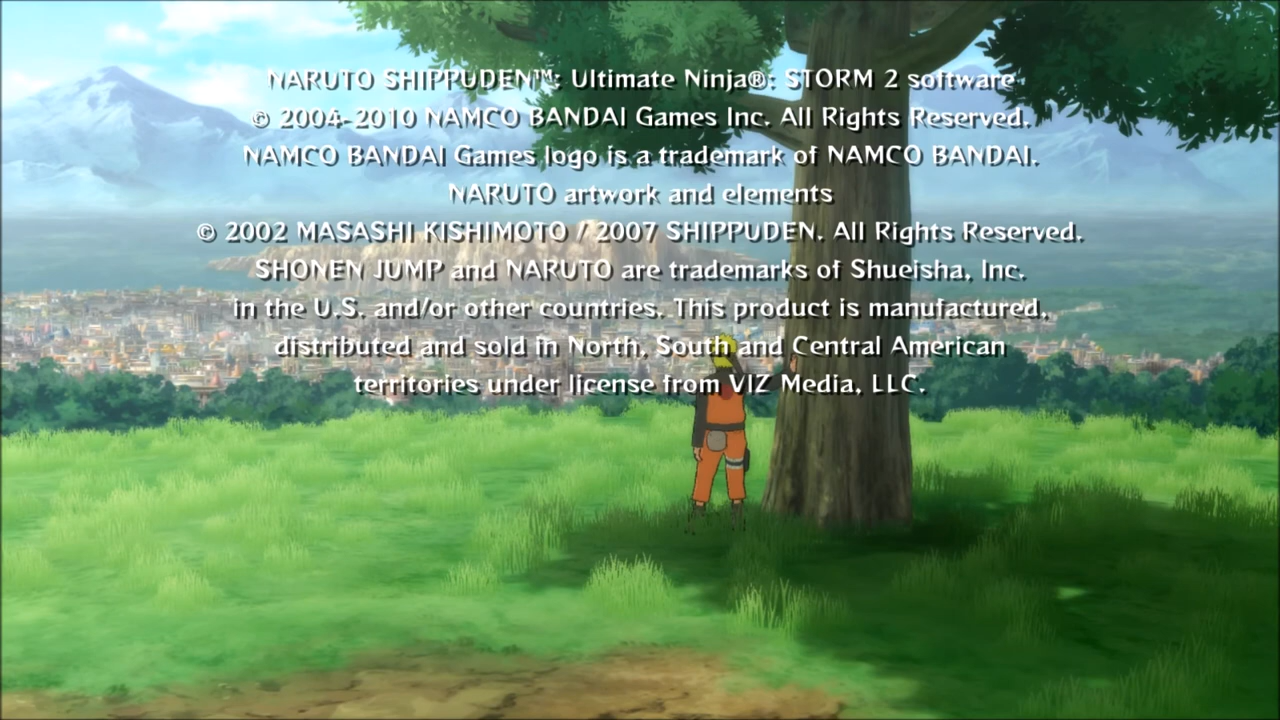 NARUTO SHIPPUDEN™: Ultimate Ninja®: STORM 2 software
© 2004-2010 NAMCO BANDAI Games Inc. All Rights Reserved.
NAMCO BANDAI Games logo is a trademark of NAMCO BANDAI.
NARUTO artwork and elements
© 2002 MASASHI KISHIMOTO / 2007 SHIPPUDEN. All Rights Reserved.
SHONEN JUMP and NARUTO are trademarks of Shueisha, Inc.
in the U.S. and/or other countries. This product is manufactured,
distributed and sold in North, South and Central American
territories under license from VIZ Media, LLC.